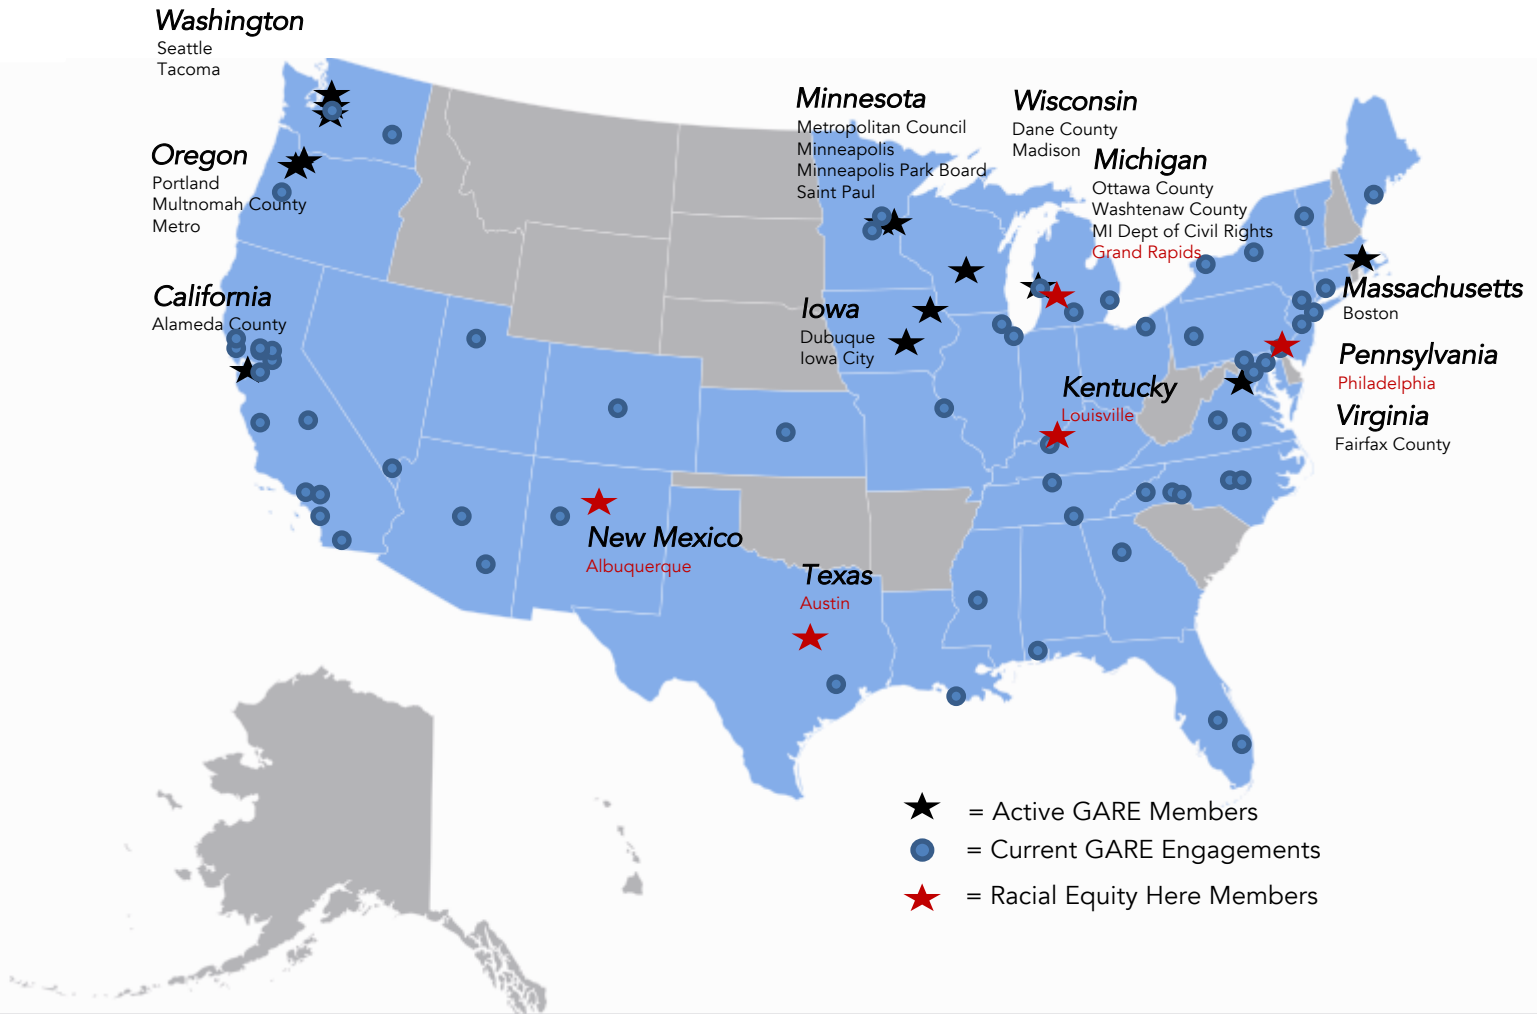 Washington
Seattle
Tacoma
Oregon
Portland
Multnomah County
Metro
California
Alameda County
Minnesota
Metropolitan Council
Minneapolis
Minneapolis Park Board
Saint Paul
Wisconsin
Dane County
Madison
Michigan
Ottawa County
Washtenaw County
MI Dept of Civil Rights
Grand Rapids
Iowa
Dubuque
Iowa City
Massachusetts
Boston
Pennsylvania
Philadelphia
Virginia
Fairfax County
Kentucky
Louisville
New Mexico
Albuquerque
Texas
Austin
= Active GARE Members
= Current GARE Engagements
= Racial Equity Here Members